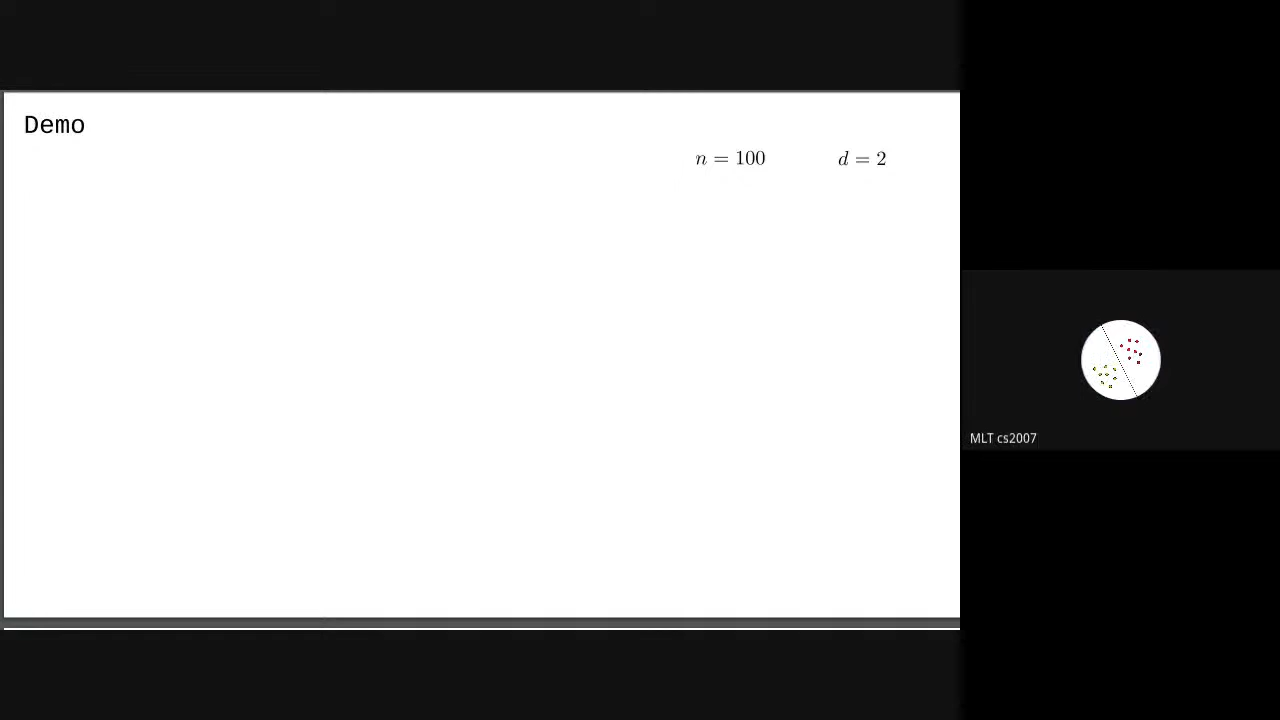 Demo
n = 100 d = 2
MLT cs2007